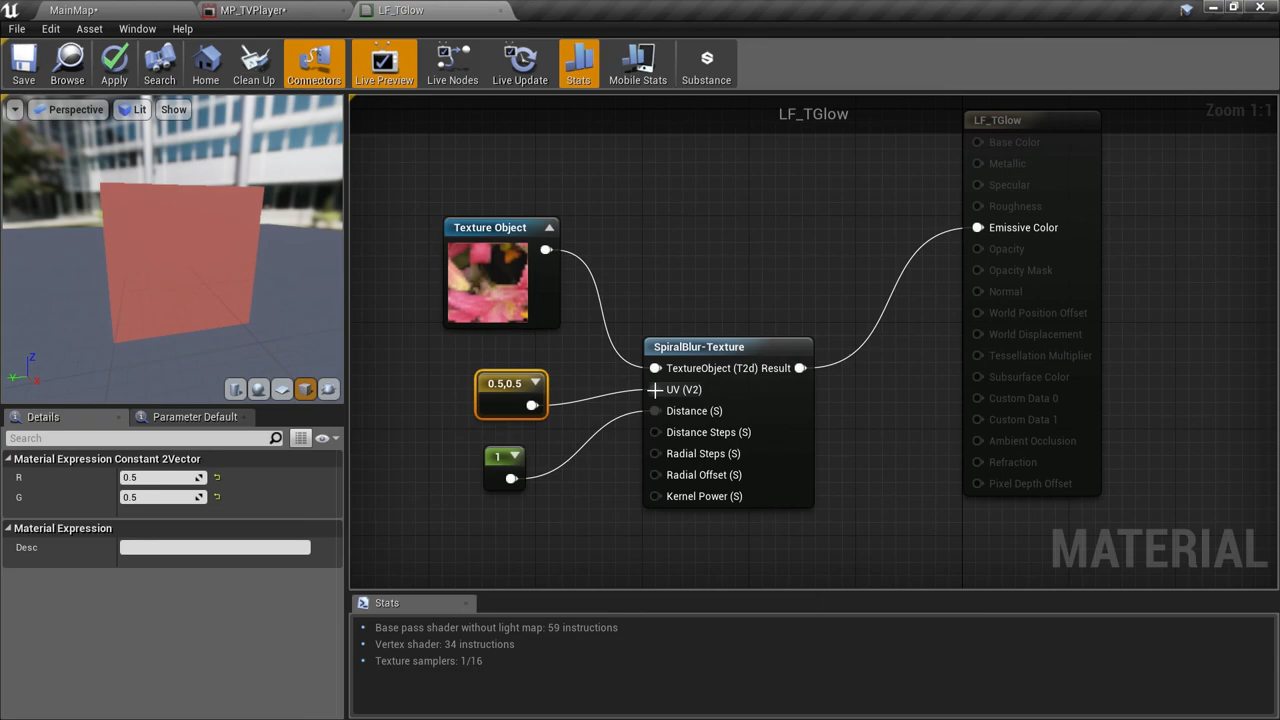 MainMap*
MP_TVPlayer*
LF_TGlow
File Edit Asset Window Help
Save
Browse
Apply
Search
Home
Clean Up
Connectors
Live Preview
Live Nodes
Live Update
Stats
Mobile Stats
Substance
Perspective Lit Show
LF_TGlow
Zoom 1:1
Z
Y
X
Details
Parameter Default
Search
Material Expression Constant 2Vector
R 0.5
G 0.5
Material Expression
Desc
Texture Object
0.5,0.5
1
SpiralBlur-Texture
TextureObject (T2d) Result
UV (V2)
Distance (S)
Distance Steps (S)
Radial Steps (S)
Radial Offset (S)
Kernel Power (S)
LF_TGlow
Base Color
Metallic
Specular
Roughness
Emissive Color
Opacity
Opacity Mask
Normal
World Position Offset
World Displacement
Tessellation Multiplier
Subsurface Color
Custom Data 0
Custom Data 1
Ambient Occlusion
Refraction
Pixel Depth Offset
MATERIAL
Stats
Base pass shader without light map: 59 instructions
Vertex shader: 34 instructions
Texture samplers: 1/16